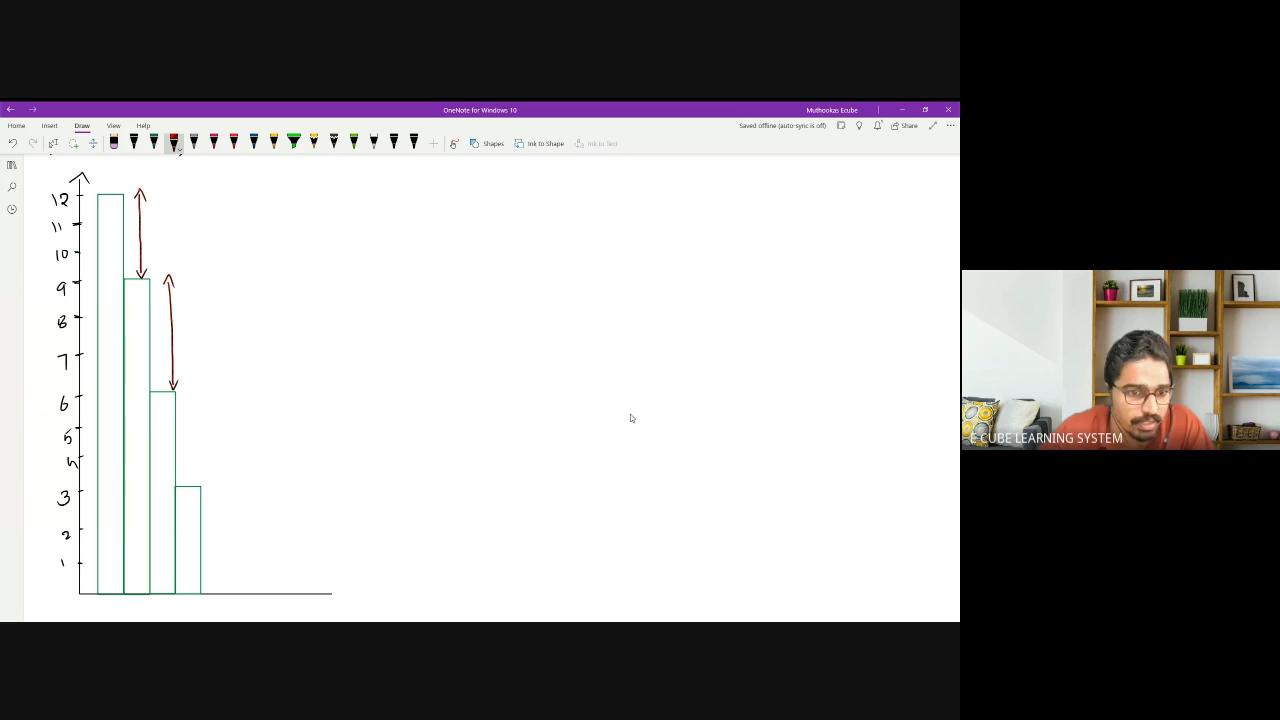 OneNote for Windows 10
Muthookas Ecube
Home Insert Draw View Help
Saved offline (auto-sync is off)
Share
Shapes
Ink to Shape
Ink to Text
12
11
10
9
8
7
6
5
4
3
2
1
E CUBE LEARNING SYSTEM